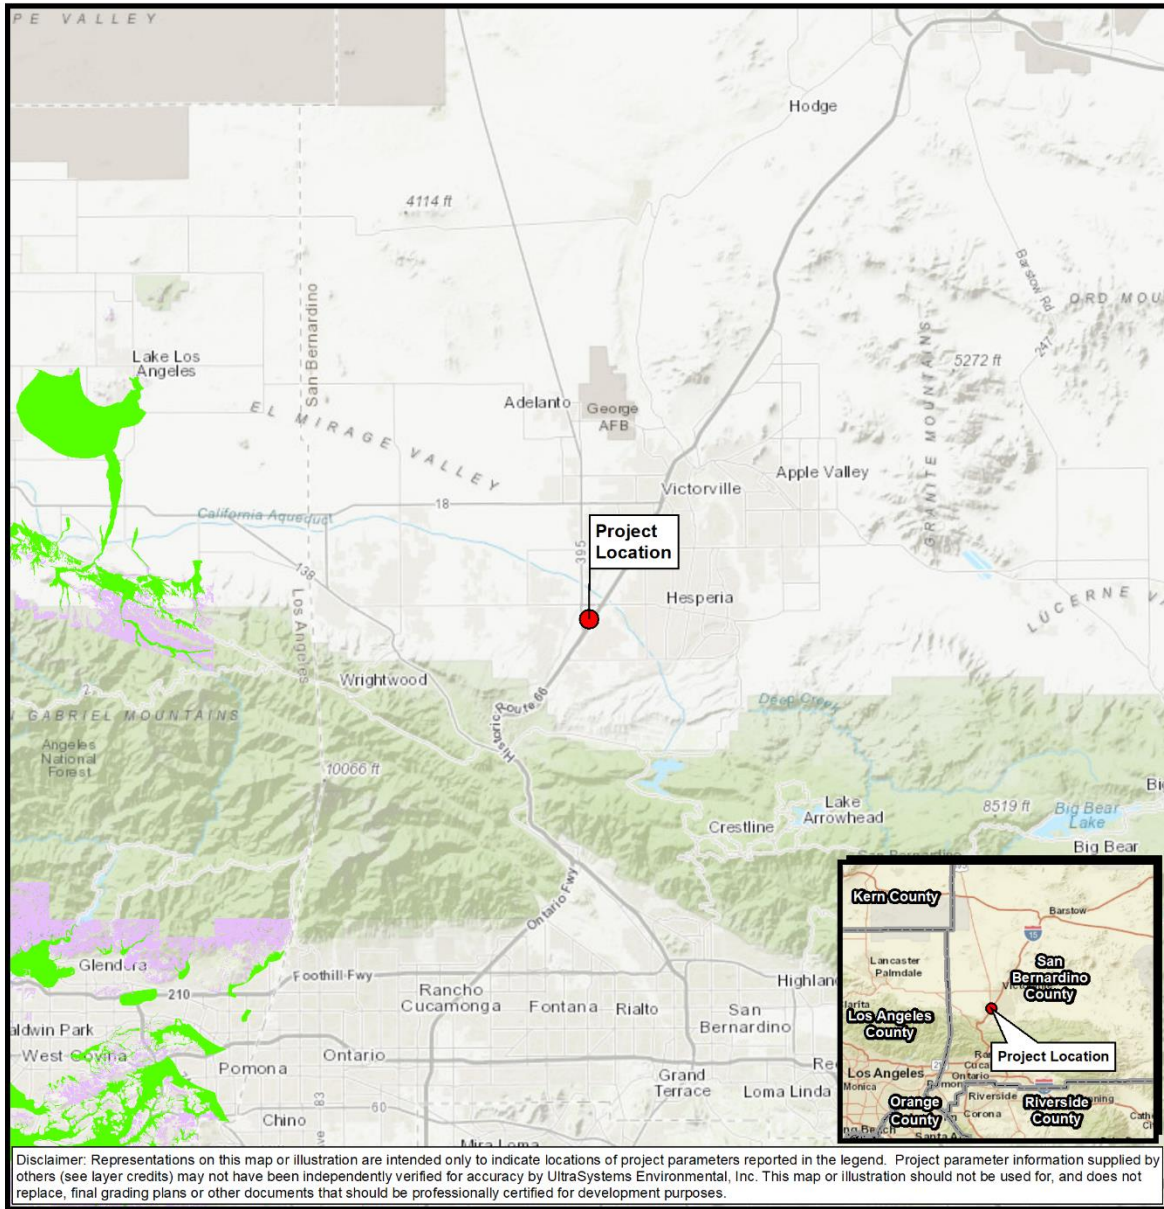 PE VALLEY
Hodge
4114 ft
Barstow Rd
ORD MOU
Lake Los
Angeles
San Bernardino
5272 ft
247
EL MIRAGE VALLEY
Adelanto
George
AFB
GRANITE MOUNTAINS
Apple Valley
Victorville
18
California Aqueduct
Project
Location
395
138
Hesperia
LUCERNE VA
Los Angeles
Wrightwood
2
N GABRIEL MOUNTAINS
Historic Route 66
Deep Creek
Angeles
National
Forest
10066 ft
Lake
Arrowhead
8519 ft
Big Bear
Lake
Crestline
Big Bear
Ontario Fwy
Glendora
Foothill Fwy
Highland
210
Rancho
Cucamonga
Fontana
Rialto
San
Bernardino
aldwin Park
West Covina
Ontario
Pomona
Grand
Terrace
Loma Linda
Chino
83
60
Mira Loma
Kern County
Barstow
15
Lancaster
Palmdale
San
Bernardino
County
Los Angeles
County
Project Location
Los Angeles
Ontario
Monica
Riverside
Orange
County
Corona
Riverside
County
Disclaimer: Representations on this map or illustration are intended only to indicate locations of project parameters reported in the legend. Project parameter information supplied by
others (see layer credits) may not have been independently verified for accuracy by UltraSystems Environmental, Inc. This map or illustration should not be used for, and does not
replace, final grading plans or other documents that should be professionally certified for development purposes.